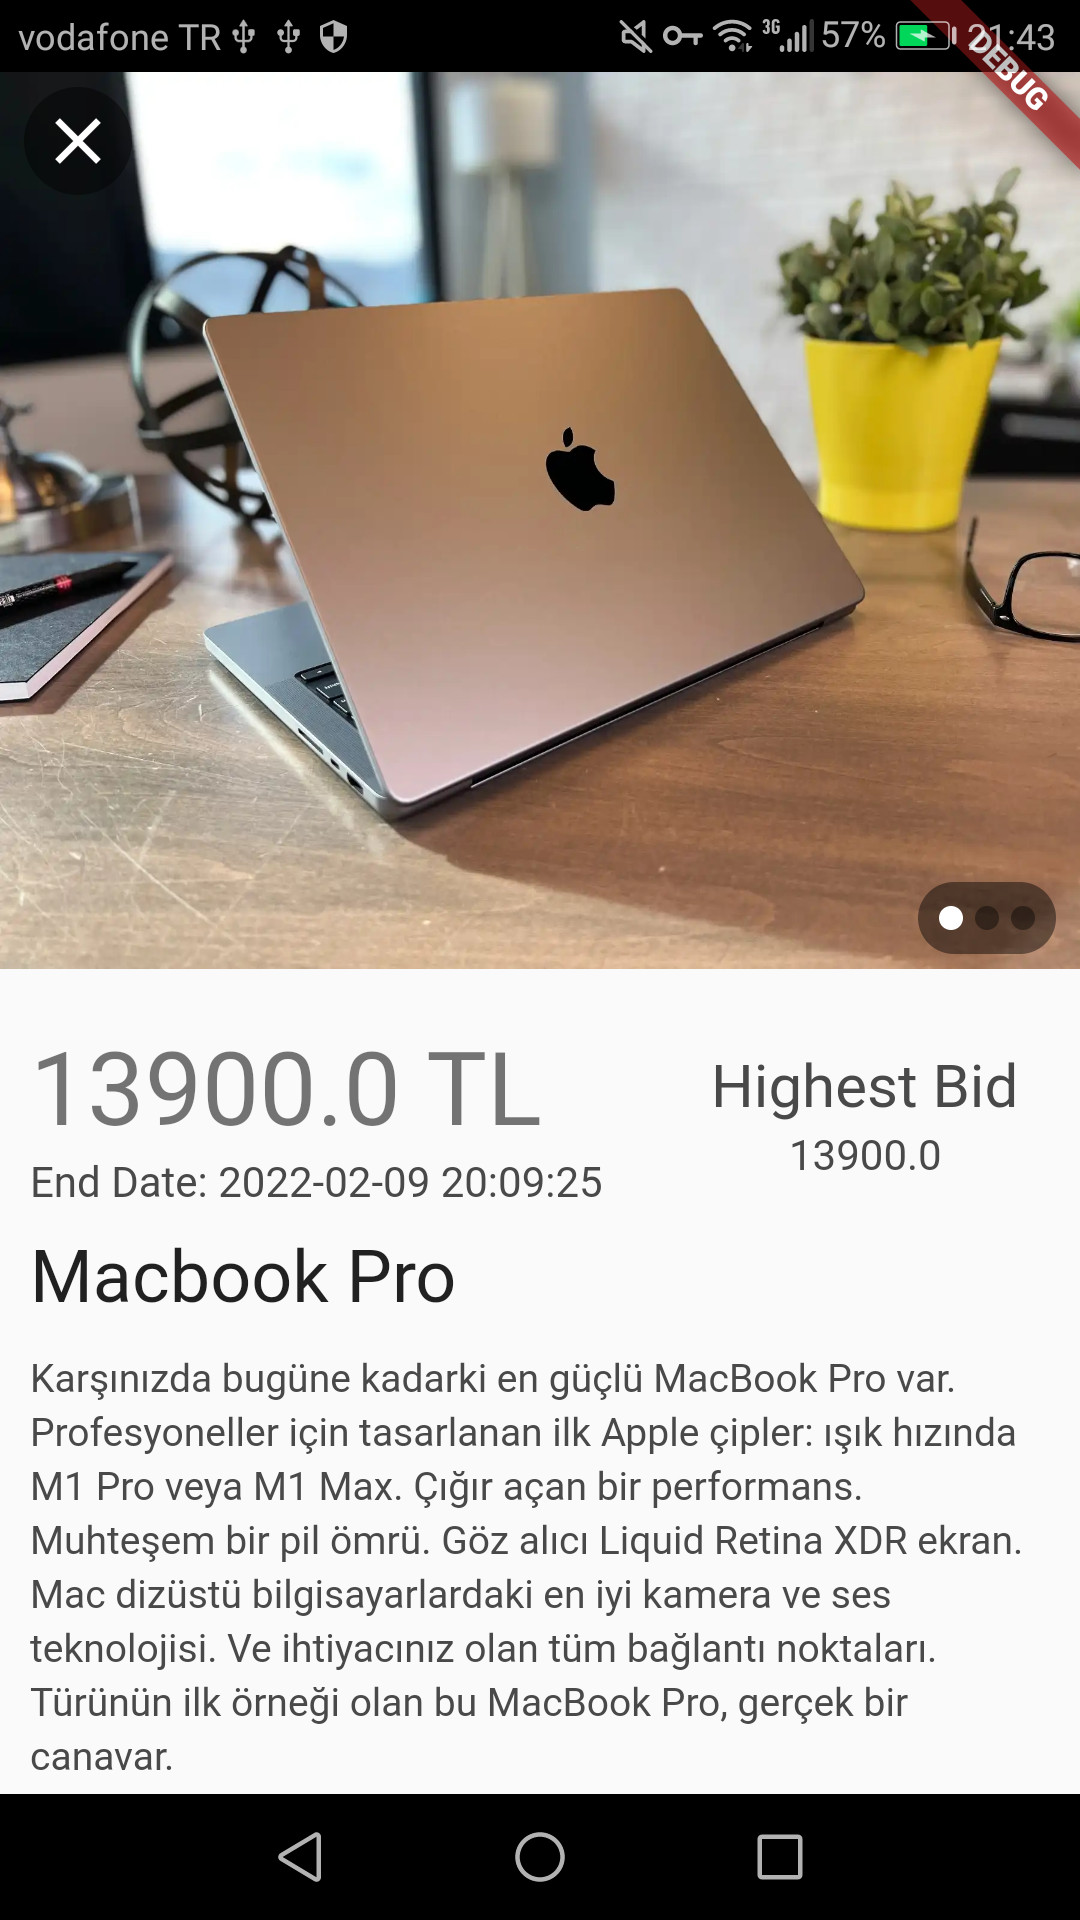 vodafone TR 3G 57% 21:43
DEBUG
13900.0 TL
Highest Bid
13900.0
End Date: 2022-02-09 20:09:25
Macbook Pro
Karşınızda bugüne kadarki en güçlü MacBook Pro var.
Profesyoneller için tasarlanan ilk Apple çipler: ışık hızında
M1 Pro veya M1 Max. Çığır açan bir performans.
Muhteşem bir pil ömrü. Göz alıcı Liquid Retina XDR ekran.
Mac dizüstü bilgisayarlardaki en iyi kamera ve ses
teknolojisi. Ve ihtiyacınız olan tüm bağlantı noktaları.
Türünün ilk örneği olan bu MacBook Pro, gerçek bir
canavar.